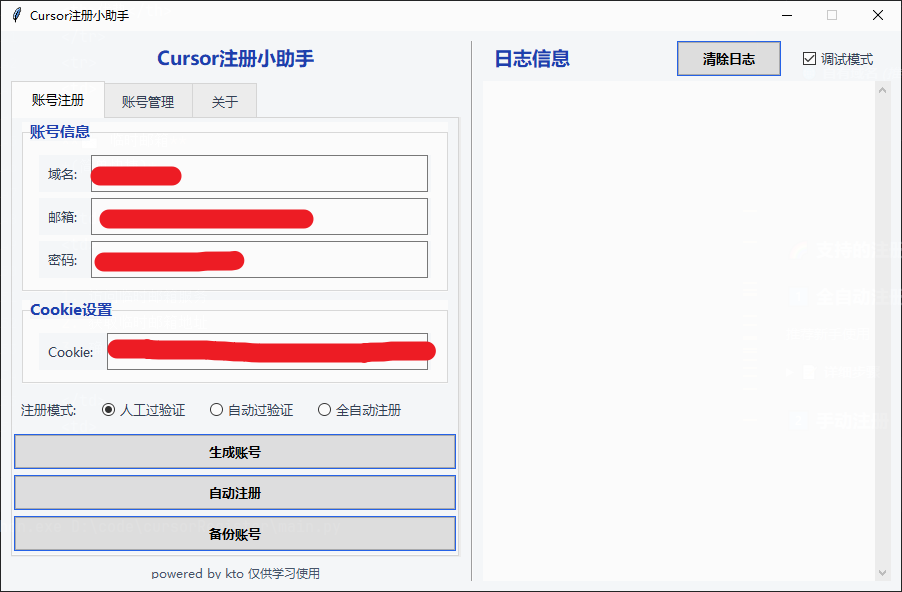 Cursor注册小助手
Cursor注册小助手
账号注册 账号管理 关于
账号信息
域名:
邮箱:
密码:
Cookie设置
Cookie:
注册模式: 人工过验证 自动过验证 全自动注册
生成账号
自动注册
备份账号
powered by kto 仅供学习使用
日志信息 清除日志 调试模式